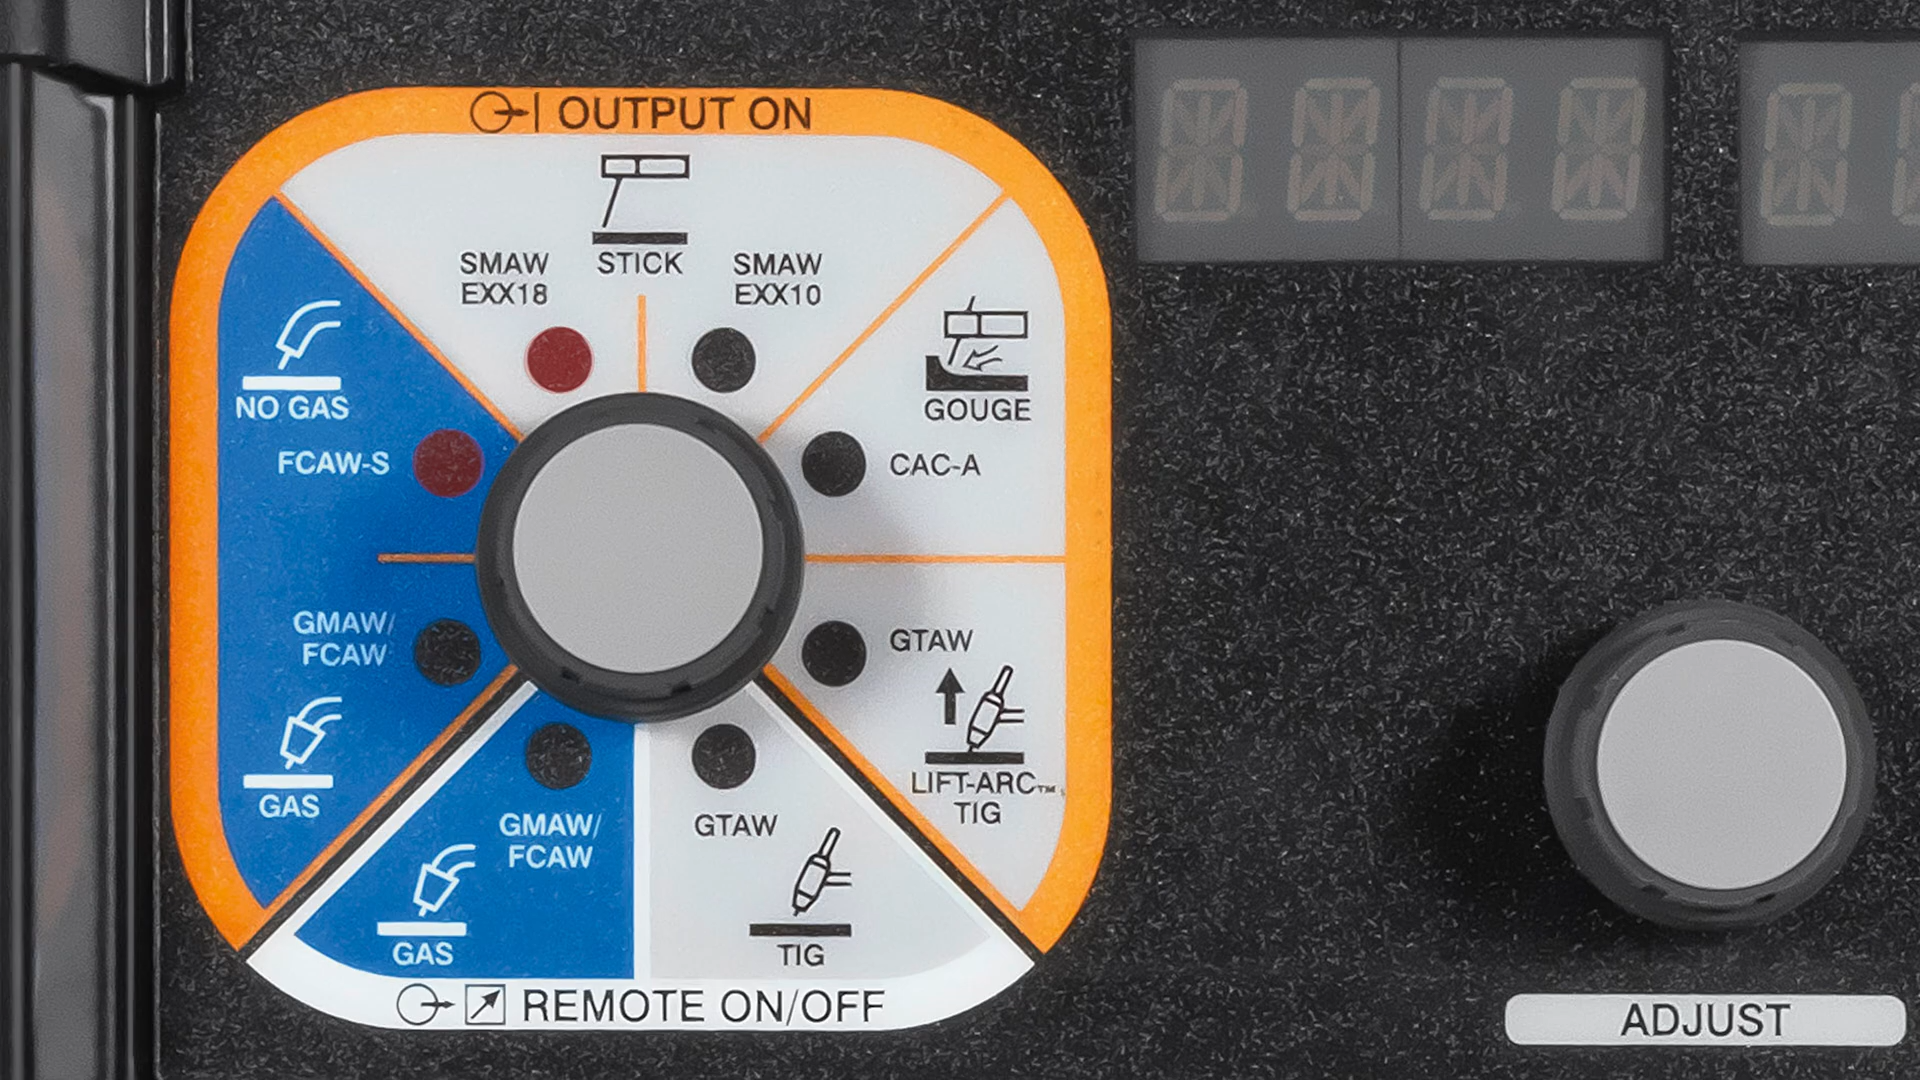 OUTPUT ON
STICK
SMAW
EXX18
SMAW
EXX10
NO GAS
FCAW-S
GOUGE
CAC-A
GMAW/
FCAW
GAS
GTAW
LIFT-ARC™
TIG
GMAW/
FCAW
GAS
GTAW
TIG
REMOTE ON/OFF
ADJUST